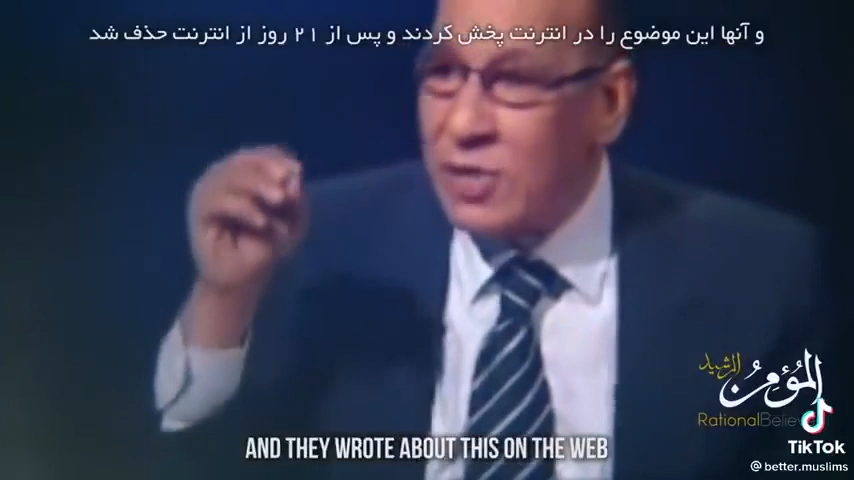 و آنها این موضوع را در انترنت پخش کردند و پس از ۲۱ روز از انترنت حذف شد
المؤمن الرشيد
RationalBelie
AND THEY WROTE ABOUT THIS ON THE WEB
TikTok
@better.muslims